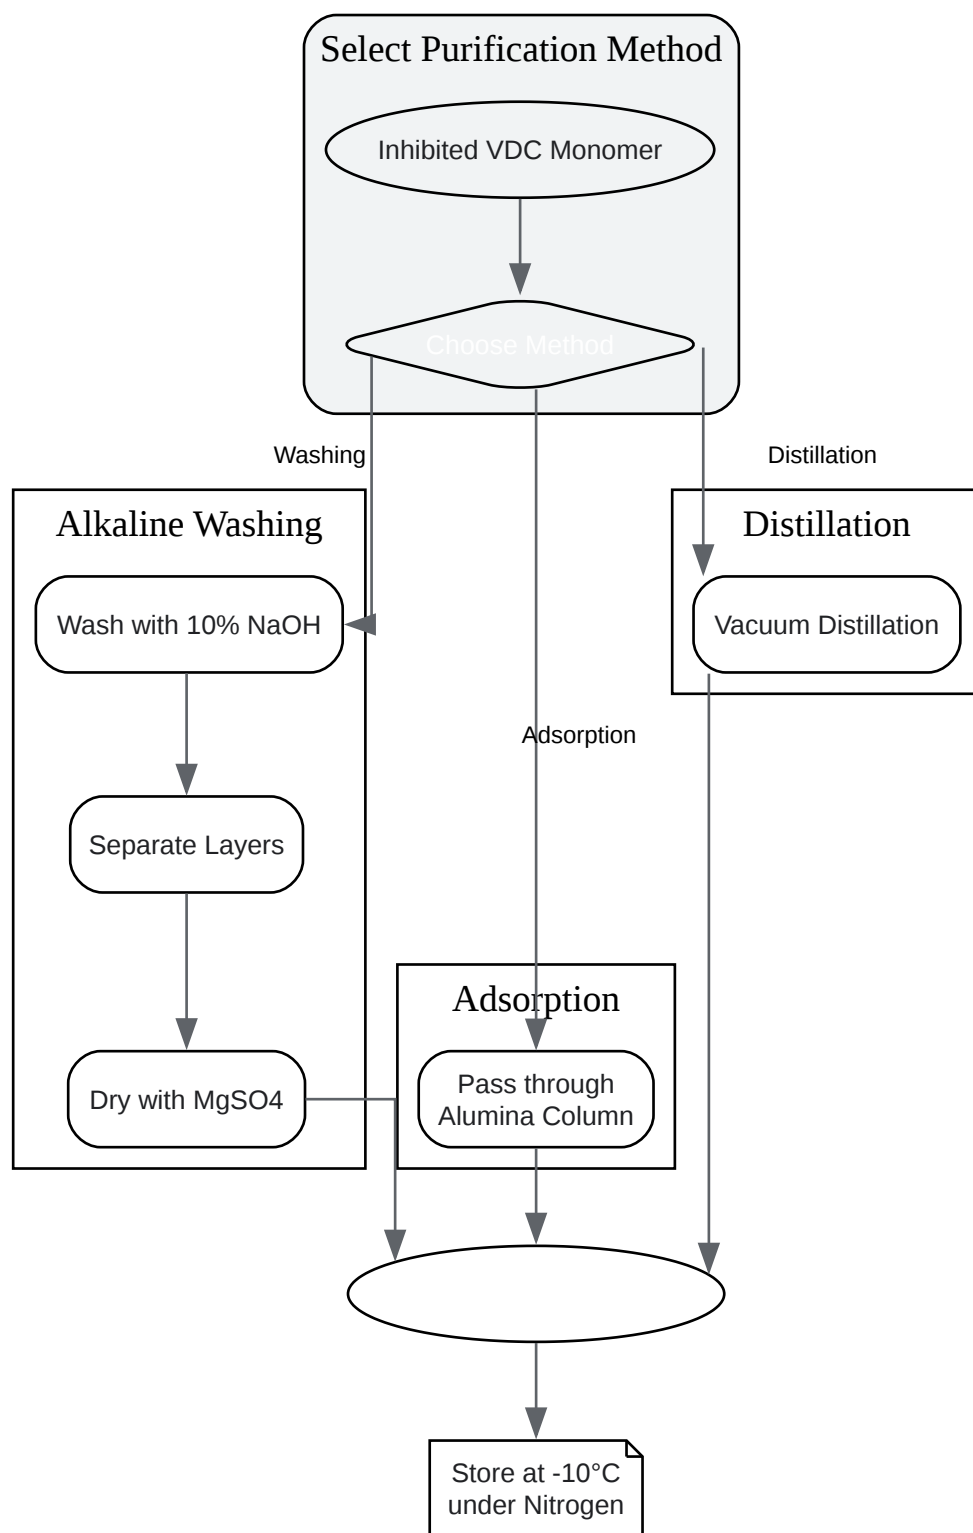 Select Purification Method
Inhibited VDC Monomer
Choose Method
Washing
Distillation
Alkaline Washing
Distillation
Wash with 10% NaOH
Vacuum Distillation
Adsorption
Separate Layers
Adsorption
Pass through
Alumina Column
Dry with MgSO4
Store at -10°C
under Nitrogen